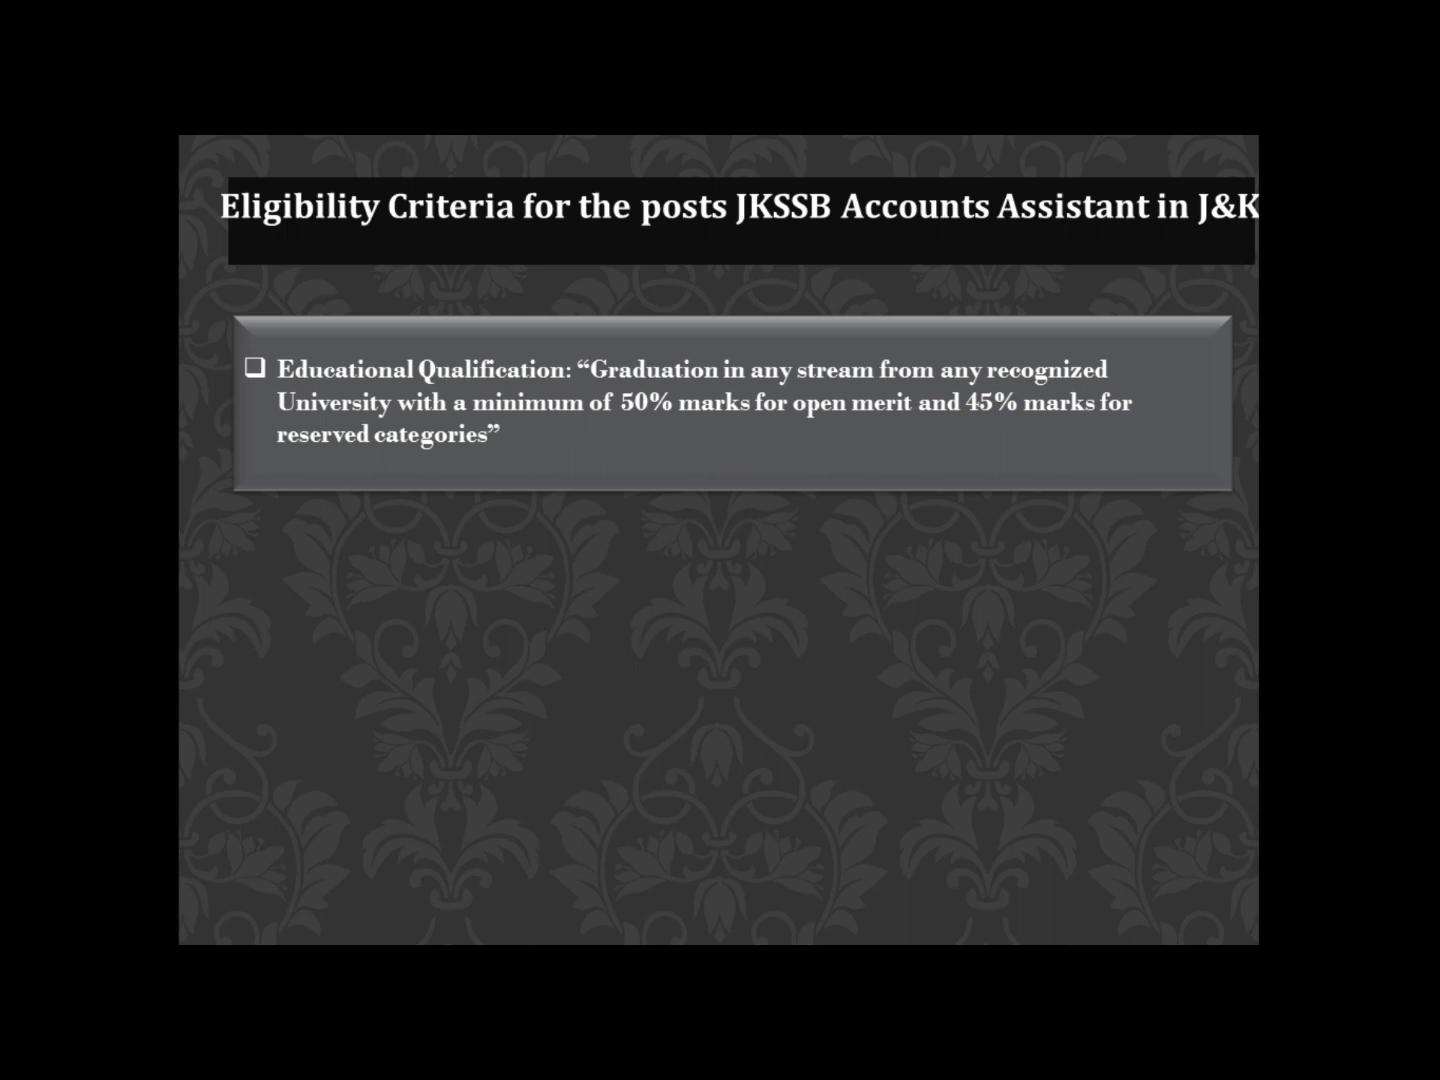 Eligibility Criteria for the posts JKSSB Accounts Assistant in J&K
❑ Educational Qualification: “Graduation in any stream from any recognized
University with a minimum of 50% marks for open merit and 45% marks for
reserved categories”